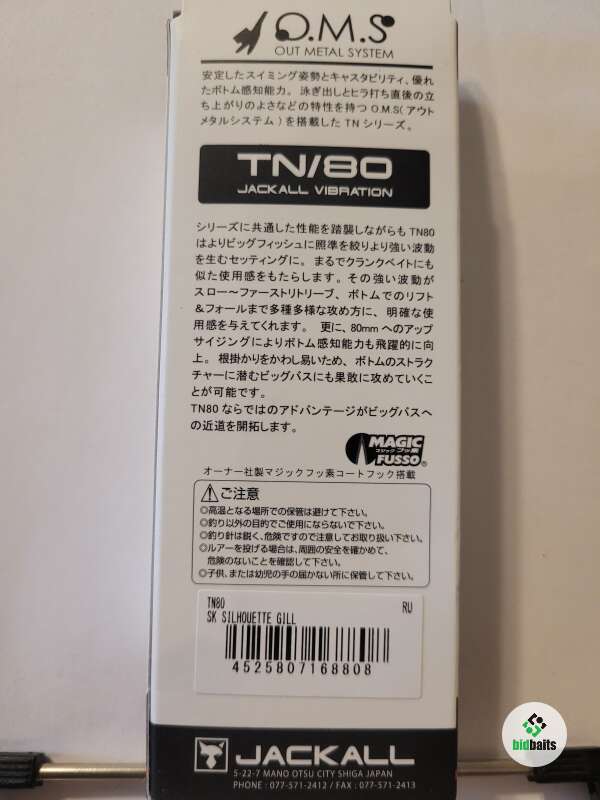 O.M.S
OUT METAL SYSTEM
安定したスイミング姿勢とキャスタビリティ、優れ
たボトム感知能力。 泳ぎ出しとヒラ打ち直後の立
ち上がりのよさなどの特性を持つ O.M.S(アウト
メタルシステム)を搭載した TN シリーズ。
TN/80
JACKALL VIBRATION
シリーズに共通した性能を踏襲しながらも TN80
はよりビッグフィッシュに照準を絞りより強い波動
を生むセッティングに。まるでクランクベイトにも
似た使用感をもたらします。その強い波動が
スロー〜ファーストリトリーブ、ボトムでのリフト
&フォールまで多種多様な攻め方に、明確な使
用感を与えてくれます。 更に、80mm へのアップ
サイジングによりボトム感知能力も飛躍的に向
上。根掛かりをかわし易いため、ボトムのストラク
チャーに潜むビッグバスにも果敢に攻めていくこ
とが可能です。
TN80 ならではのアドバンテージがビッグバスへ
の近道を開拓します。
MAGIC
マジック フッ素
FUSSO®
オーナー社製マジックフッ素コートフック搭載
ご注意
◎高温となる場所での保管は避けて下さい。
◎釣り以外の目的でご使用にならないで下さい。
◎釣り針は鋭く、危険ですので注意してお取り扱い下さい。
◎ルアーを投げる場合は、周囲の安全を確かめて、
危険のないことを確認して下さい。
◎子供、または幼児の手の届かない所に保管して下さい。
TN80 RU
SK SILHOUETTE GILL
4525807168808
JACKALL
5-22-7 MANO OTSU CITY SHIGA JAPAN
PHONE : 077-571-2412 / FAX : 077-571-2413
bidbaits